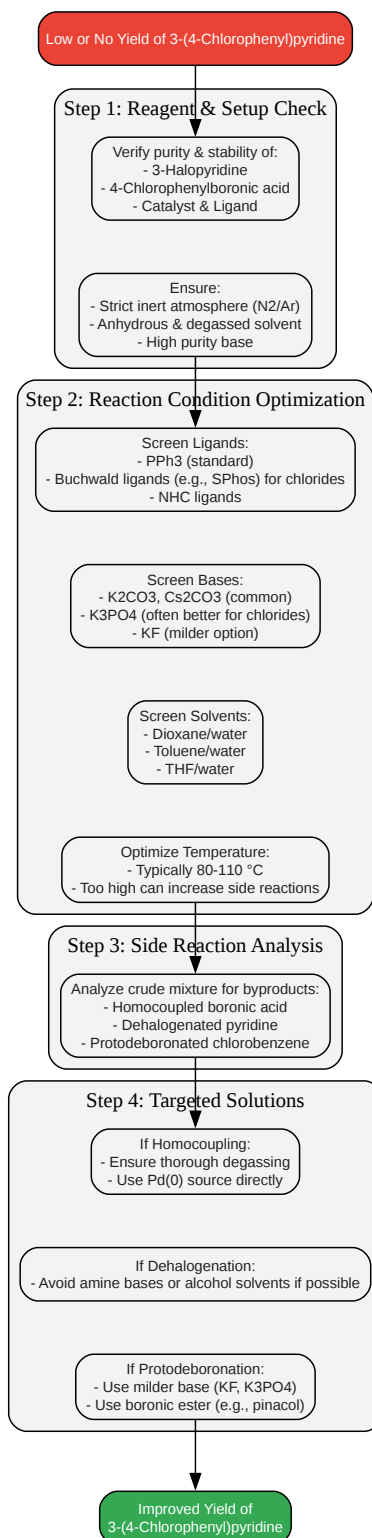 Low or No Yield of 3-(4-Chlorophenyl)pyridine
Step 1: Reagent & Setup Check
Verify purity & stability of:
- 3-Halopyridine
- 4-Chlorophenylboronic acid
- Catalyst & Ligand
Ensure:
- Strict inert atmosphere (N2/Ar)
- Anhydrous & degassed solvent
- High purity base
Step 2: Reaction Condition Optimization
Screen Ligands:
- PPh3 (standard)
- Buchwald ligands (e.g., SPhos) for chlorides
- NHC ligands
Screen Bases:
- K2CO3, Cs2CO3 (common)
- K3PO4 (often better for chlorides)
- KF (milder option)
Screen Solvents:
- Dioxane/water
- Toluene/water
- THF/water
Optimize Temperature:
- Typically 80-110 °C
- Too high can increase side reactions
Step 3: Side Reaction Analysis
Analyze crude mixture for byproducts:
- Homocoupled boronic acid
- Dehalogenated pyridine
- Protodeboronated chlorobenzene
Step 4: Targeted Solutions
If Homocoupling:
- Ensure thorough degassing
- Use Pd(0) source directly
If Dehalogenation:
- Avoid amine bases or alcohol solvents if possible
If Protodeboronation:
- Use milder base (KF, K3PO4)
- Use boronic ester (e.g., pinacol)
Improved Yield of
3-(4-Chlorophenyl)pyridine